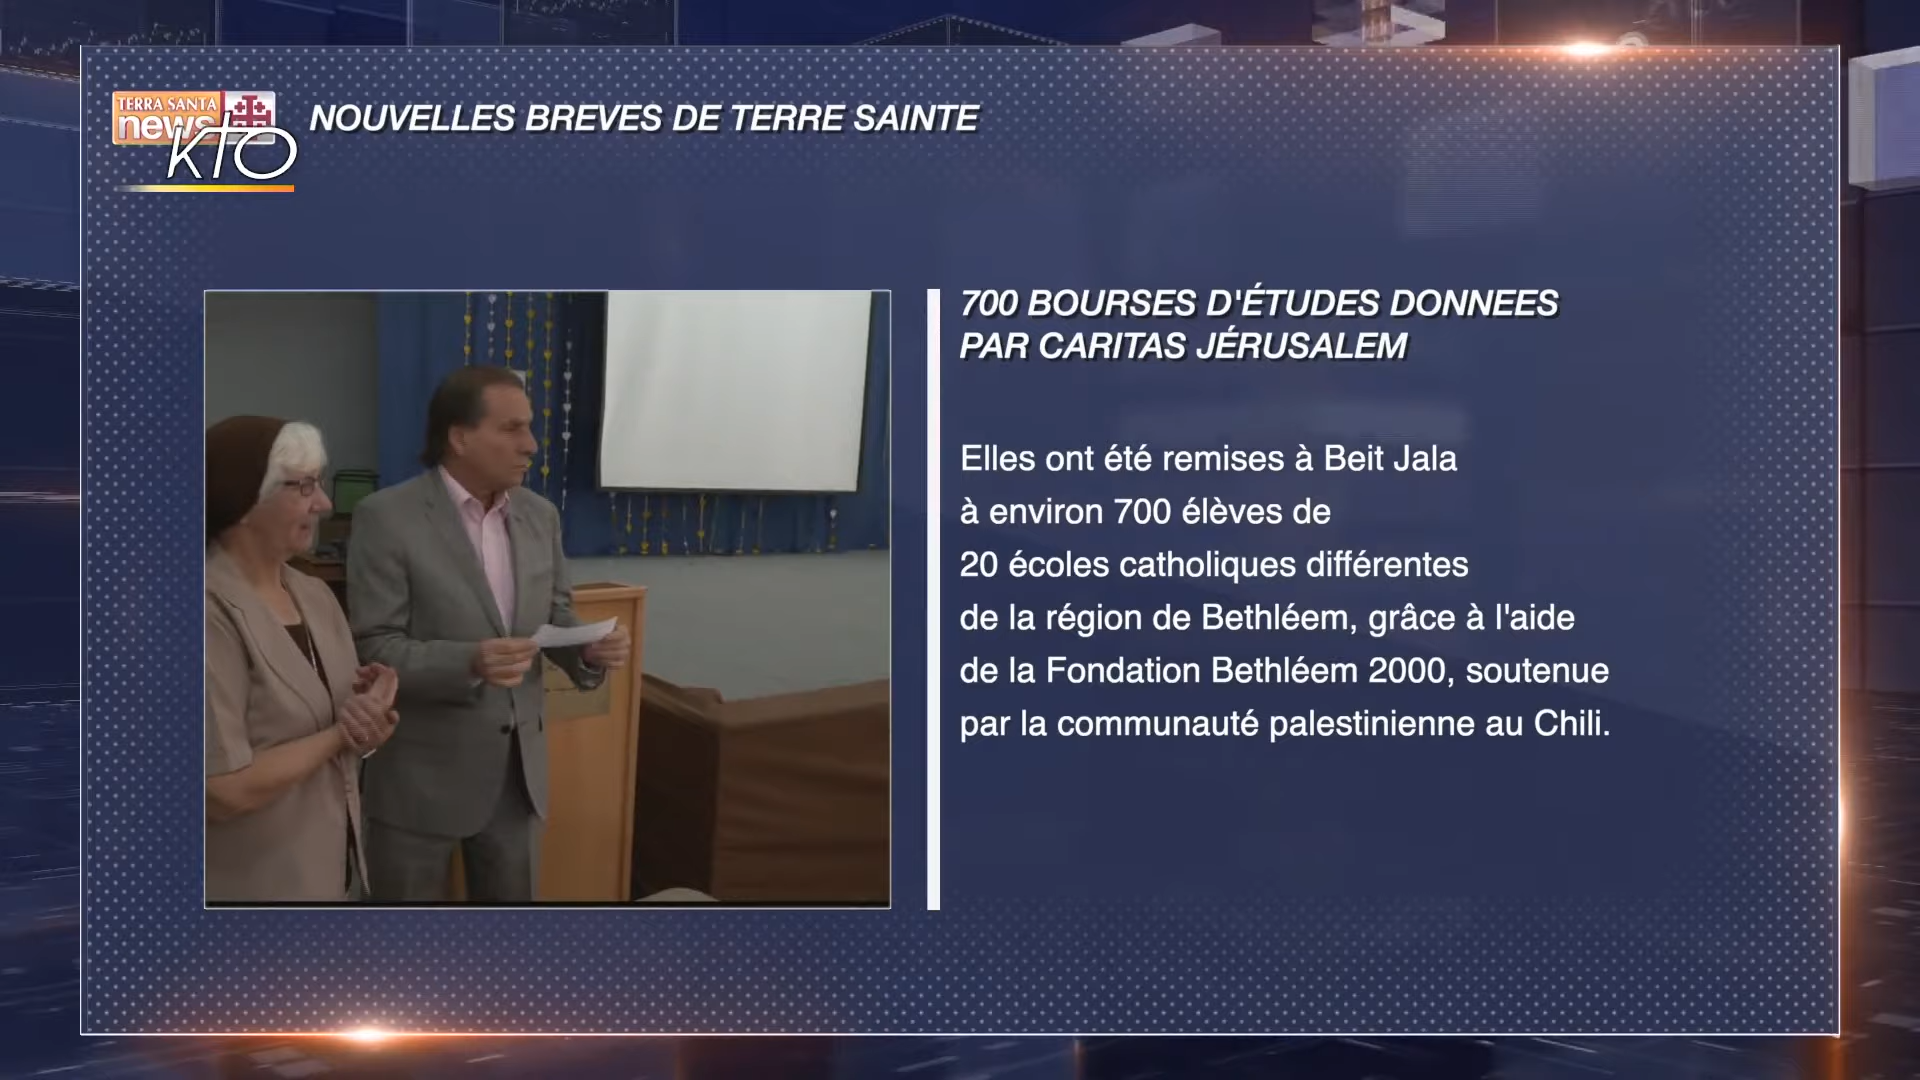 TERRA SANTA
news
KTO
NOUVELLES BREVES DE TERRE SAINTE
700 BOURSES D'ÉTUDES DONNEES
PAR CARITAS JÉRUSALEM
Elles ont été remises à Beit Jala
à environ 700 élèves de
20 écoles catholiques différentes
de la région de Bethléem, grâce à l'aide
de la Fondation Bethléem 2000, soutenue
par la communauté palestinienne au Chili.